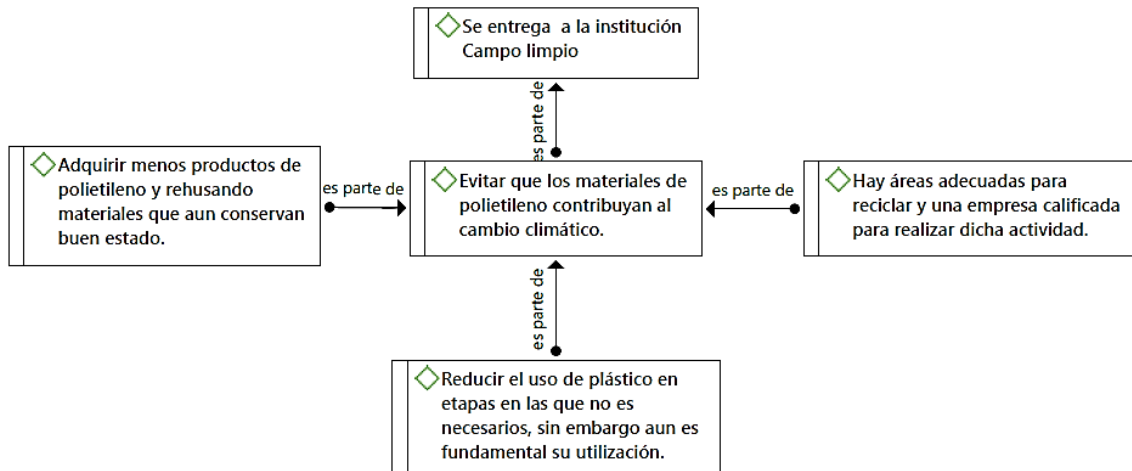 Se entrega a la institución
Campo limpio
es parte de
Adquirir menos productos de
polietileno y rehusando
materiales que aun conservan
buen estado.
es parte de
Evitar que los materiales de
polietileno contribuyan al
cambio climático.
es parte de
Hay áreas adecuadas para
reciclar y una empresa calificada
para realizar dicha actividad.
es parte de
Reducir el uso de plástico en
etapas en las que no es
necesarios, sin embargo aun es
fundamental su utilización.